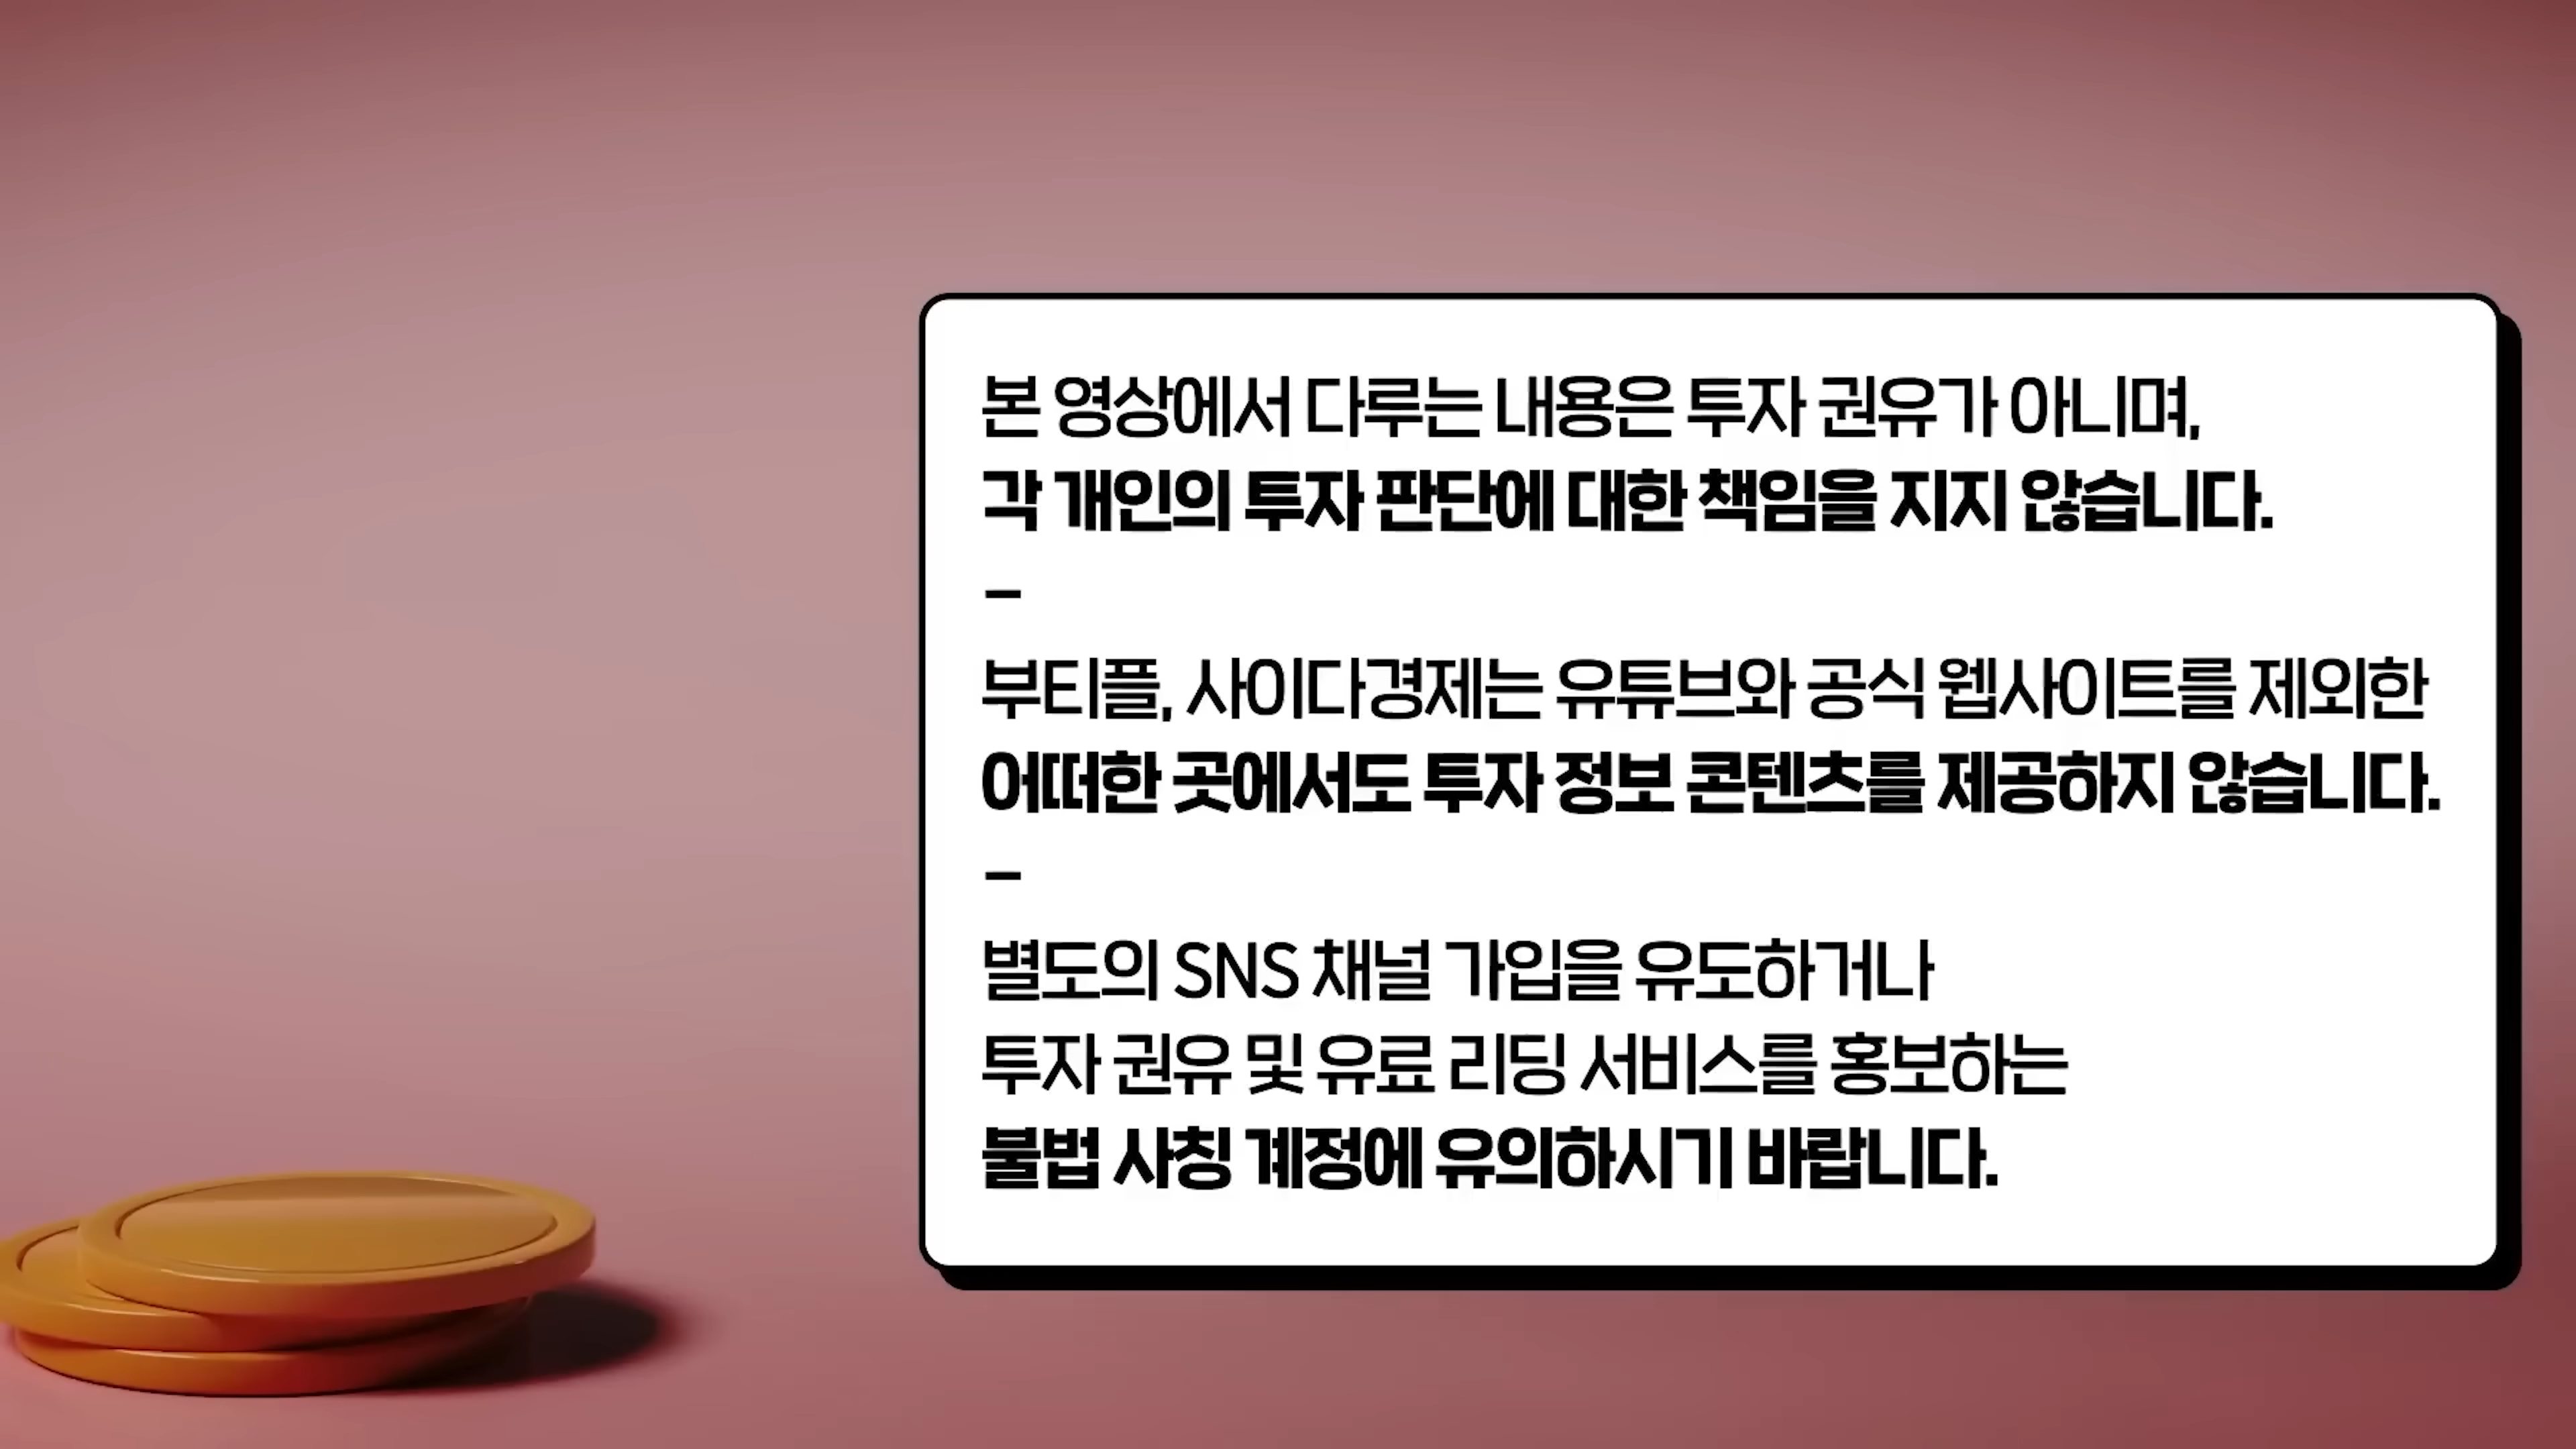 본 영상에서 다루는 내용은 투자 권유가 아니며,
각 개인의 투자 판단에 대한 책임을 지지 않습니다.
–
부티플, 사이다경제는 유튜브와 공식 웹사이트를 제외한
어떠한 곳에서도 투자 정보 콘텐츠를 제공하지 않습니다.
–
별도의 SNS 채널 가입을 유도하거나
투자 권유 및 유료 리딩 서비스를 홍보하는
불법 사칭 계정에 유의하시기 바랍니다.